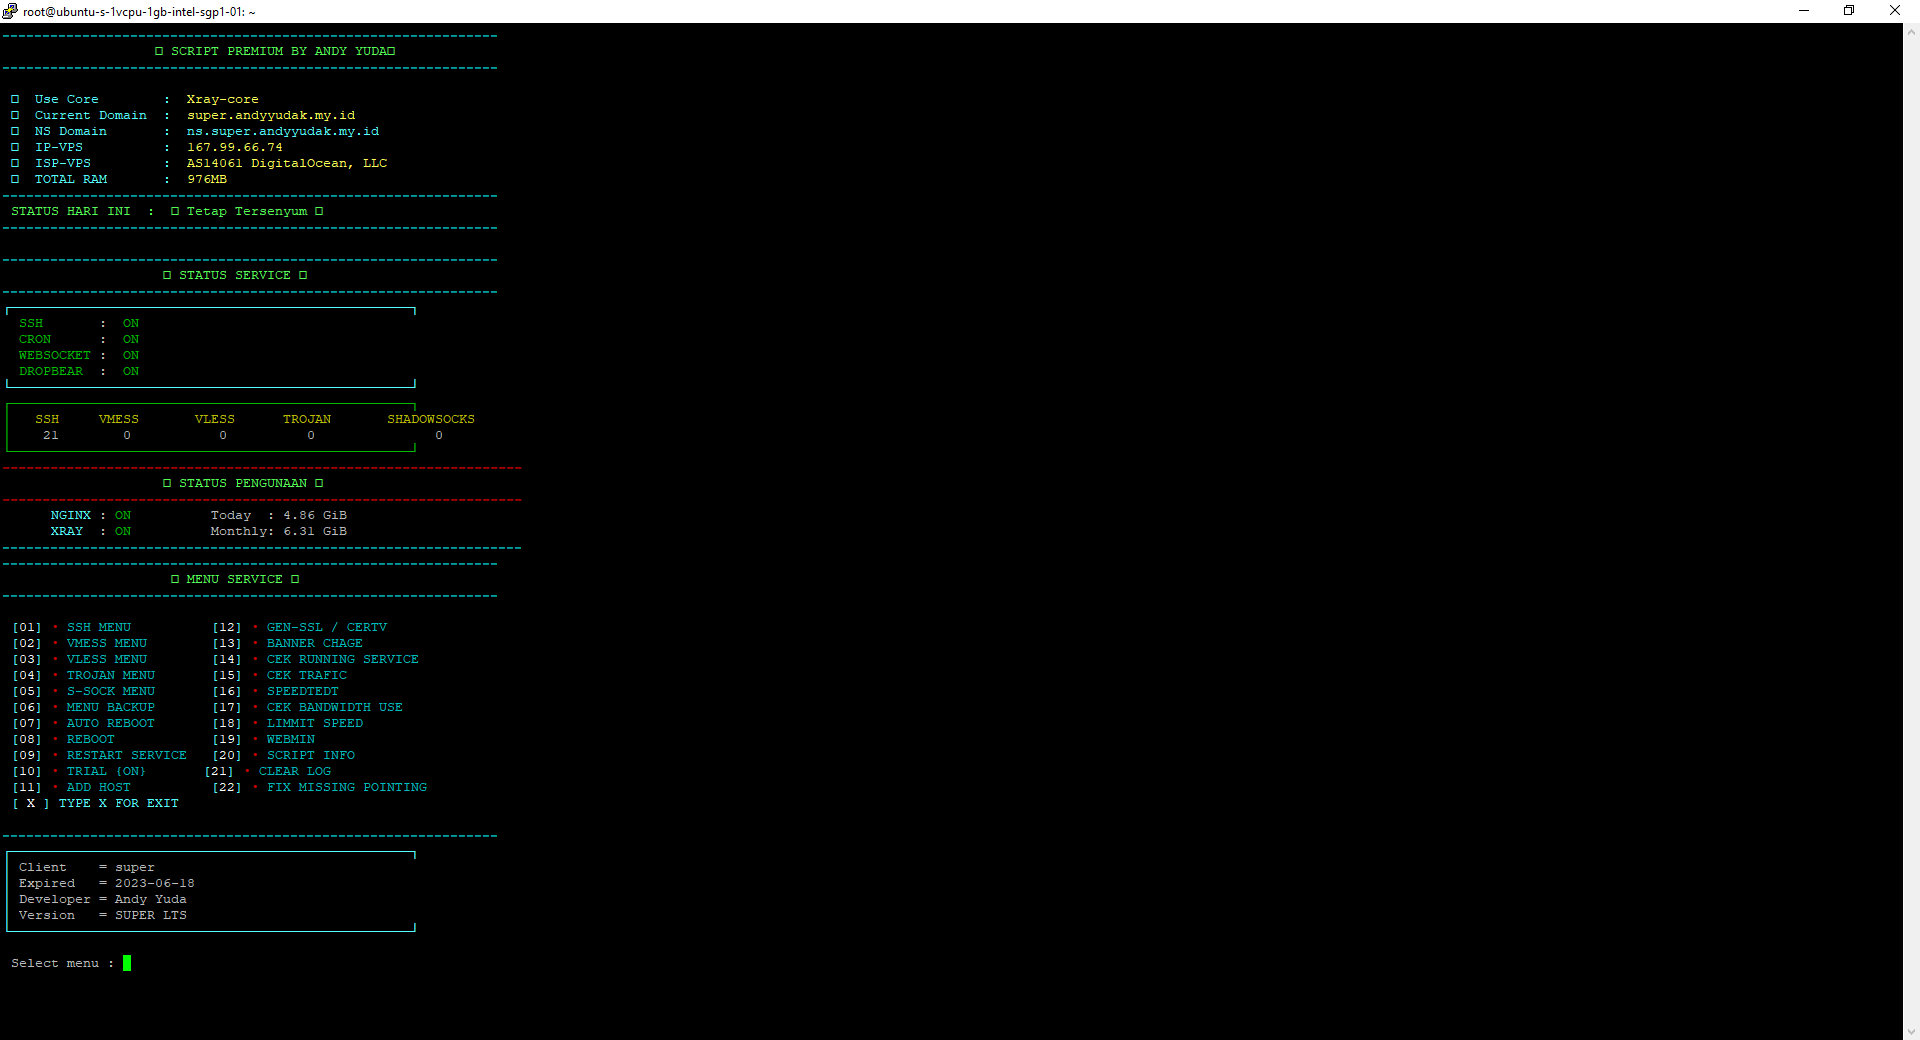 root@ubuntu-s-1vcpu-1gb-intel-sgp1-01: ~
SCRIPT PREMIUM BY ANDY YUDA
Use Core : Xray-core
Current Domain : super.andyyudak.my.id
NS Domain : ns.super.andyyudak.my.id
IP-VPS : 167.99.66.74
ISP-VPS : AS14061 DigitalOcean, LLC
TOTAL RAM : 976MB
STATUS HARI INI : Tetap Tersenyum
STATUS SERVICE
SSH : ON
CRON : ON
WEBSOCKET : ON
DROPBEAR : ON
SSH VMESS VLESS TROJAN SHADOWSOCKS
21 0 0 0 0
STATUS PENGUNAAN
NGINX : ON Today : 4.86 GiB
XRAY : ON Monthly: 6.31 GiB
MENU SERVICE
[01] • SSH MENU [12] • GEN-SSL / CERTV
[02] • VMESS MENU [13] • BANNER CHAGE
[03] • VLESS MENU [14] • CEK RUNNING SERVICE
[04] • TROJAN MENU [15] • CEK TRAFIC
[05] • S-SOCK MENU [16] • SPEEDTEDT
[06] • MENU BACKUP [17] • CEK BANDWIDTH USE
[07] • AUTO REBOOT [18] • LIMMIT SPEED
[08] • REBOOT [19] • WEBMIN
[09] • RESTART SERVICE [20] • SCRIPT INFO
[10] • TRIAL {ON} [21] • CLEAR LOG
[11] • ADD HOST [22] • FIX MISSING POINTING
[ X ] TYPE X FOR EXIT
Client = super
Expired = 2023-06-18
Developer = Andy Yuda
Version = SUPER LTS
Select menu :